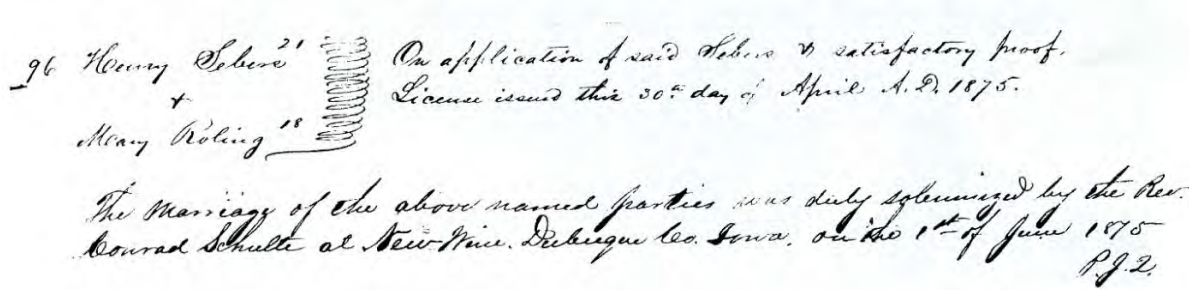 96 Henry Sebers 21
+
Mary Roling 18
On application of said Sebers & satisfactory proof.
License issued this 30th day of April A.D. 1875.
The Marriage of the above named parties was duly solemnized by the Rev.
Conrad Schulte at New Wine. Dubuque Co. Iowa. on the 1st of June 1875
P.J.Q.